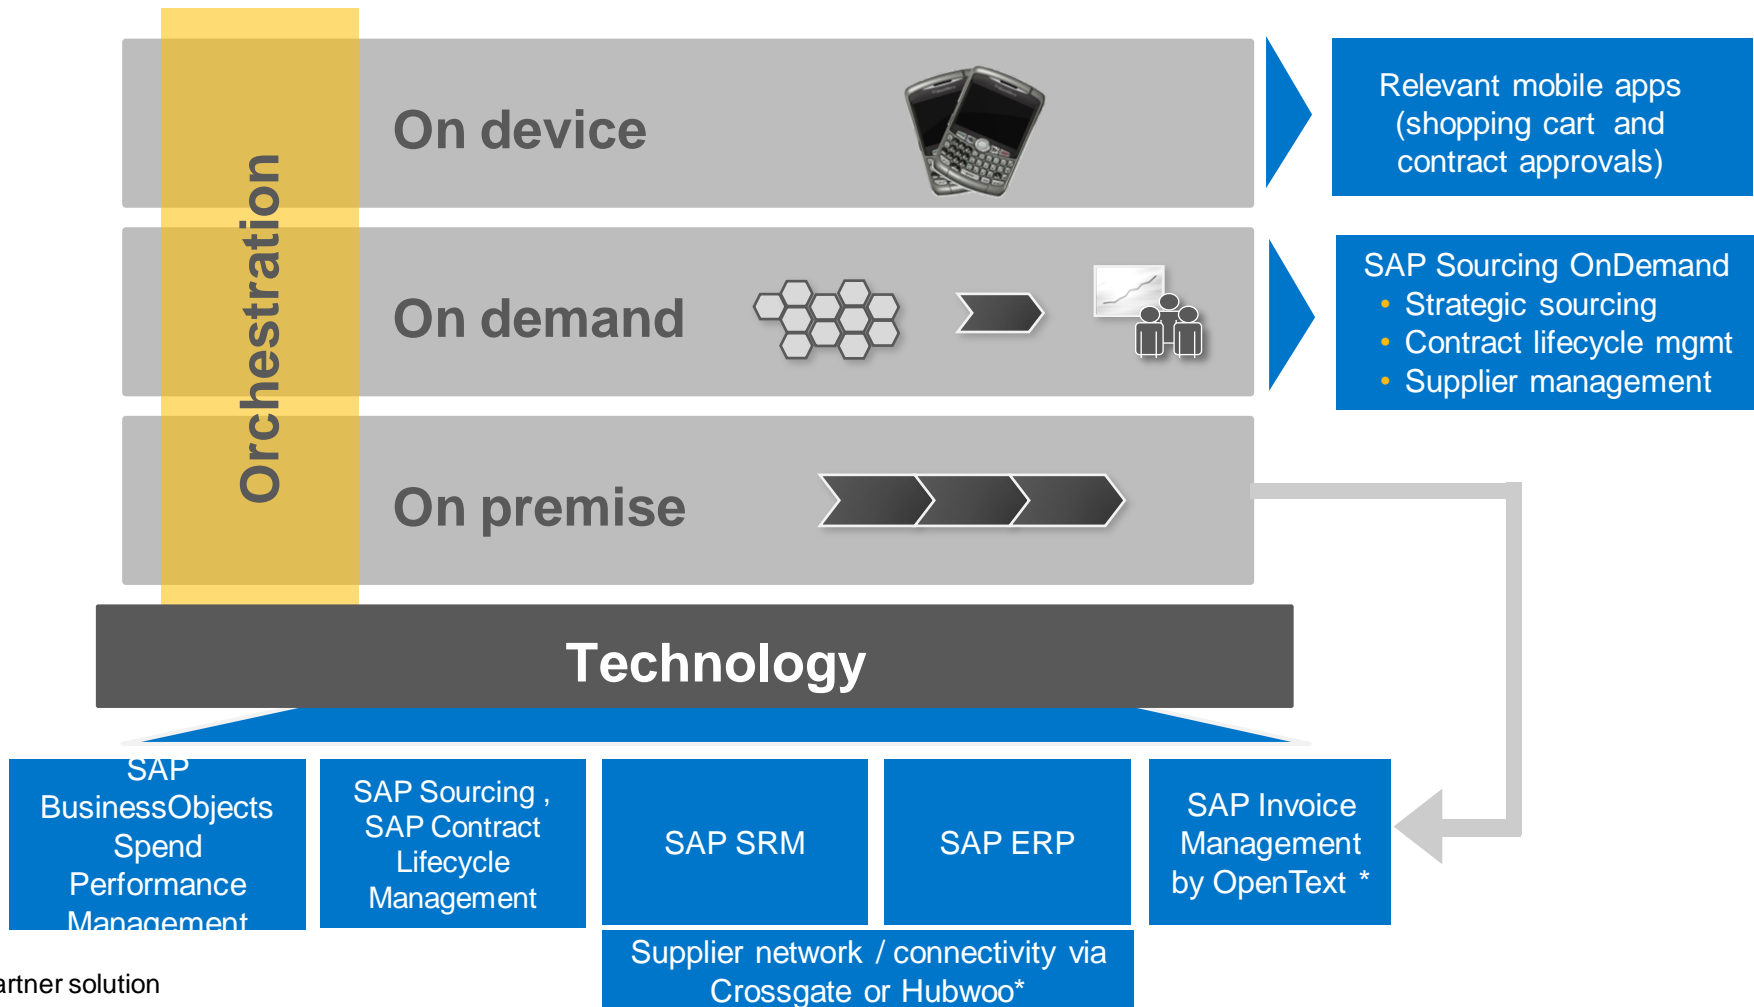 Orchestration
On device
Relevant mobile apps
(shopping cart and
contract approvals)
On demand
SAP Sourcing OnDemand
• Strategic sourcing
• Contract lifecycle mgmt
• Supplier management
On premise
Technology
SAP
BusinessObjects
Spend
Performance
Management
SAP Sourcing ,
SAP Contract
Lifecycle
Management
SAP SRM
SAP ERP
SAP Invoice
Management
by OpenText *
Supplier network / connectivity via
Crossgate or Hubwoo*
artner solution